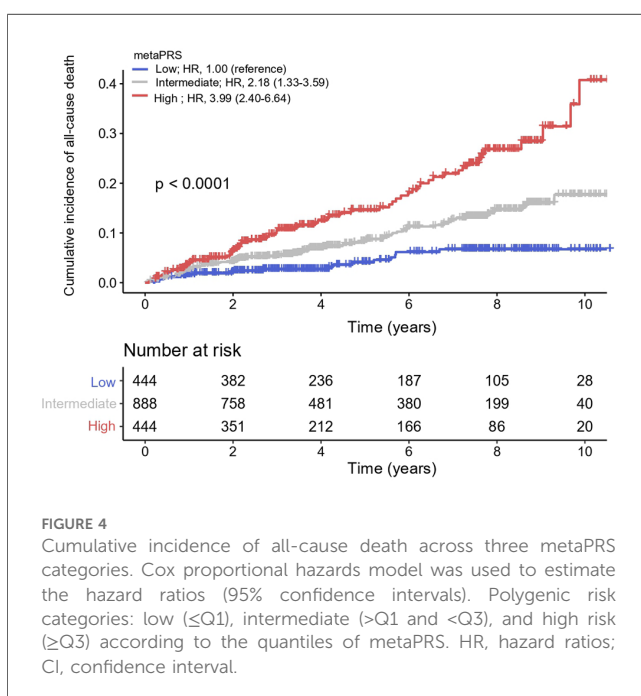 metaPRS
Low; HR, 1.00 (reference)
Intermediate; HR, 2.18 (1.33-3.59)
High ; HR, 3.99 (2.40-6.64)
Cumulative incidence of all-cause death
0.4
0.3
0.2
0.1
0.0
p < 0.0001
0 2 4 6 8 10
Time (years)
Number at risk
Low 444 382 236 187 105 28
Intermediate 888 758 481 380 199 40
High 444 351 212 166 86 20
0 2 4 6 8 10
Time (years)
FIGURE 4
Cumulative incidence of all-cause death across three metaPRS
categories. Cox proportional hazards model was used to estimate
the hazard ratios (95% confidence intervals). Polygenic risk
categories: low (≤Q1), intermediate (>Q1 and <Q3), and high risk
(≥Q3) according to the quantiles of metaPRS. HR, hazard ratios;
CI, confidence interval.